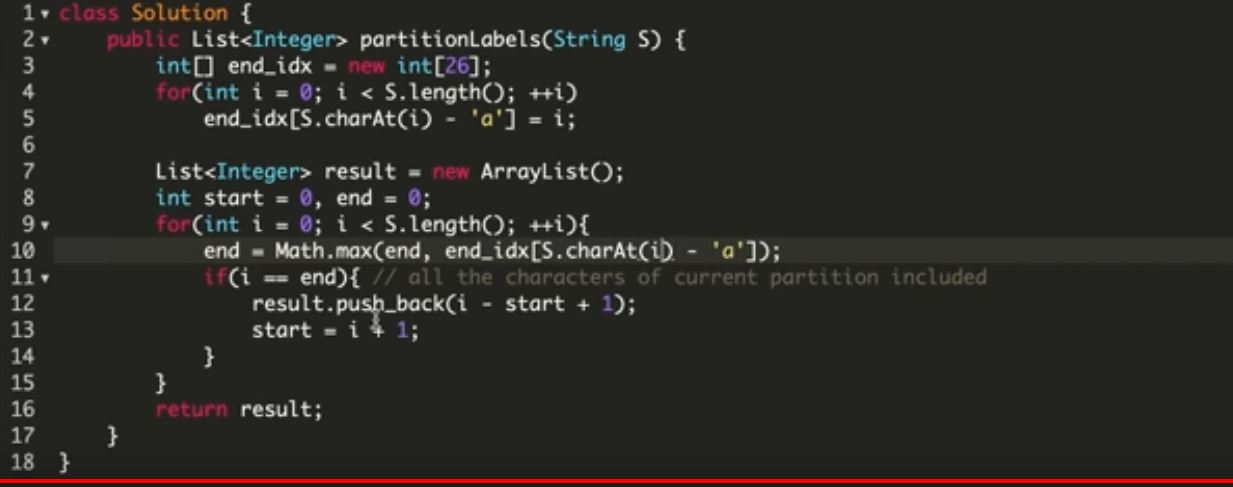 1 class Solution {
2     public List<Integer> partitionLabels(String S) {
3         int[] end_idx = new int[26];
4         for(int i = 0; i < S.length(); ++i)
5             end_idx[S.charAt(i) - 'a'] = i;
6
7         List<Integer> result = new ArrayList();
8         int start = 0, end = 0;
9         for(int i = 0; i < S.length(); ++i){
10             end = Math.max(end, end_idx[S.charAt(i) - 'a']);
11             if(i == end){ // all the characters of current partition included
12                 result.push_back(i - start + 1);
13                 start = i + 1;
14             }
15         }
16         return result;
17     }
18 }